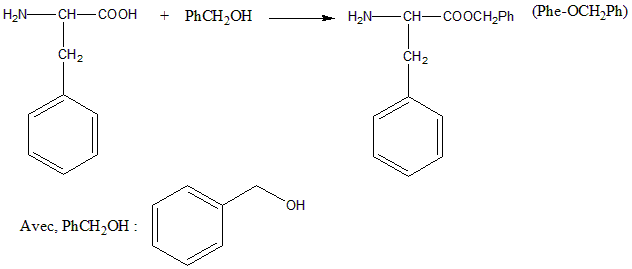 H₂N—CH—COOH + PhCH₂OH → H₂N—CH—COOCH₂Ph (Phe-OCH₂Ph)
CH₂ CH₂
OH
Avec, PhCH₂OH :